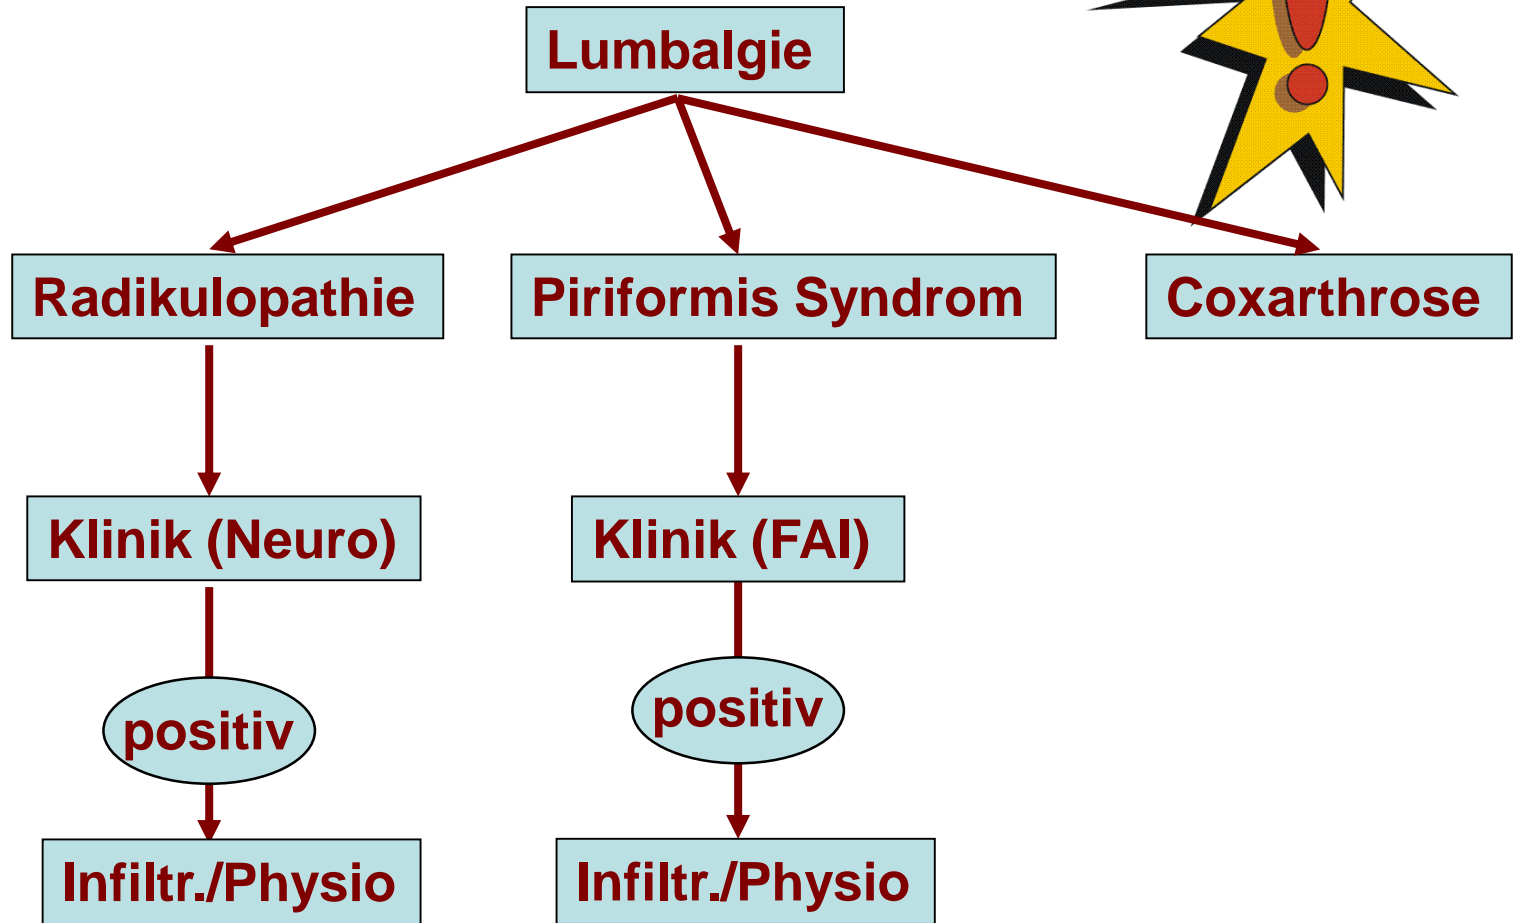 Lumbalgie
Radikulopathie
Piriformis Syndrom
Coxarthrose
Klinik (Neuro)
Klinik (FAI)
positiv
positiv
Infiltr./Physio
Infiltr./Physio